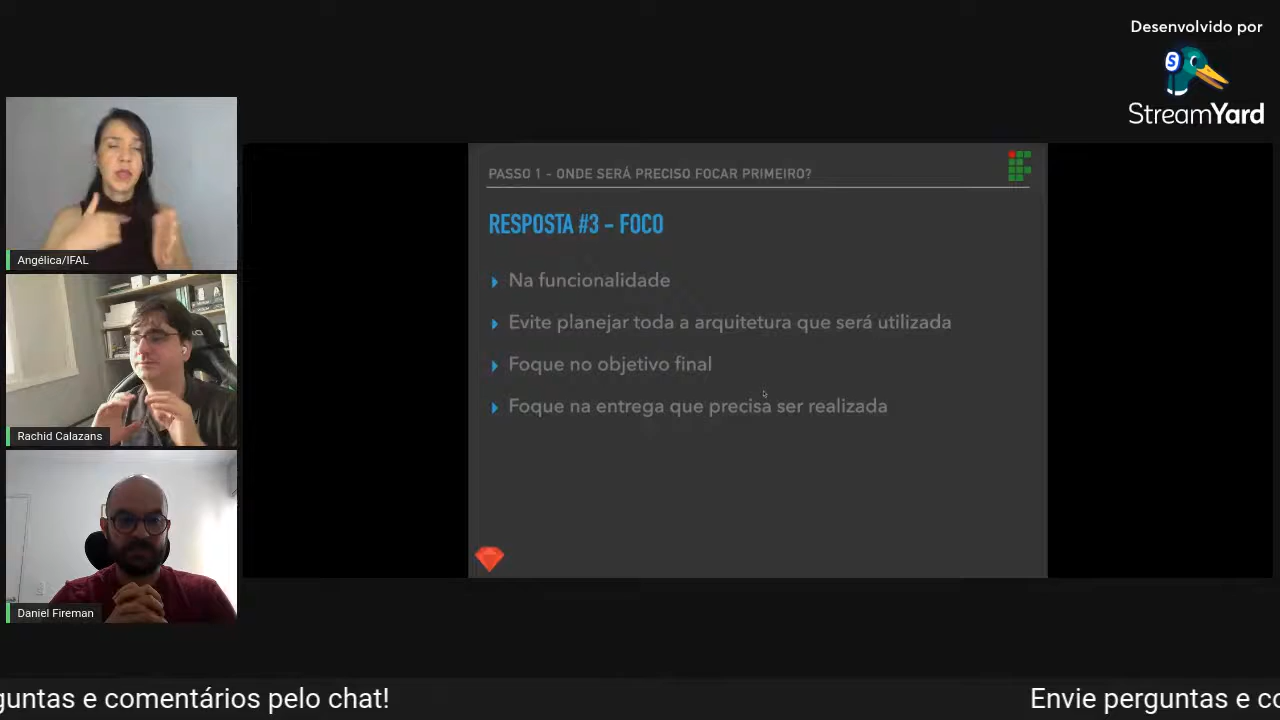 Desenvolvido por
StreamYard
PASSO 1 - ONDE SERÁ PRECISO FOCAR PRIMEIRO?
RESPOSTA #3 - FOCO
Na funcionalidade
Evite planejar toda a arquitetura que será utilizada
Foque no objetivo final
Foque na entrega que precisa ser realizada
Angélica/IFAL
Rachid Calazans
Daniel Fireman
guntas e comentários pelo chat!
Envie perguntas e co